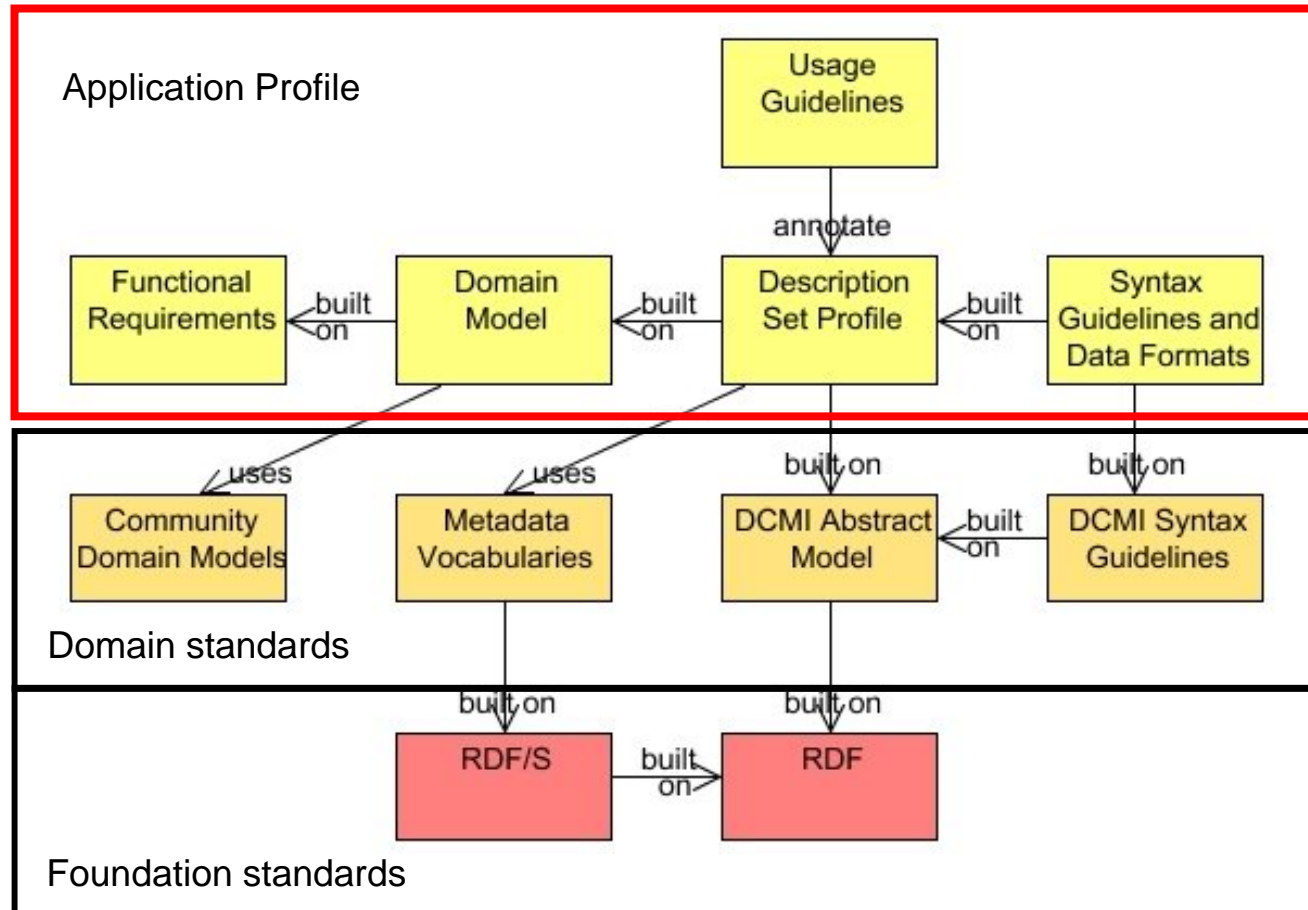 Application Profile
Usage
Guidelines
annotate
Functional
Requirements
built
on
Domain
Model
built
on
Description
Set Profile
built
on
Syntax
Guidelines and
Data Formats
uses
uses
built on
built on
Community
Domain Models
Metadata
Vocabularies
DCMI Abstract
Model
built
on
DCMI Syntax
Guidelines
Domain standards
built on
built on
RDF/S
built
on
RDF
Foundation standards